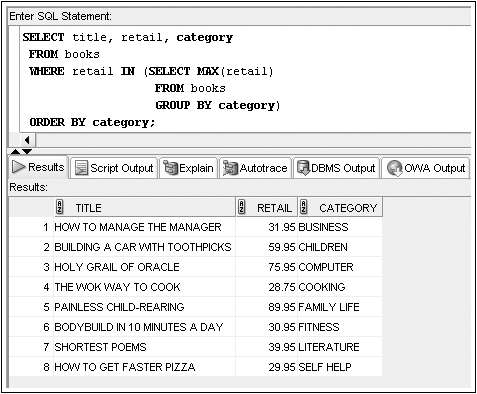 Enter SQL Statement:
SELECT title, retail, category
FROM books
WHERE retail IN (SELECT MAX(retail)
FROM books
GROUP BY category)
ORDER BY category;
Results Script Output Explain Autotrace DBMS Output OWA Output
Results:
TITLE RETAIL CATEGORY
1 HOW TO MANAGE THE MANAGER 31.95 BUSINESS
2 BUILDING A CAR WITH TOOTHPICKS 59.95 CHILDREN
3 HOLY GRAIL OF ORACLE 75.95 COMPUTER
4 THE WOK WAY TO COOK 28.75 COOKING
5 PAINLESS CHILD-REARING 89.95 FAMILY LIFE
6 BODYBUILD IN 10 MINUTES A DAY 30.95 FITNESS
7 SHORTEST POEMS 39.95 LITERATURE
8 HOW TO GET FASTER PIZZA 29.95 SELF HELP